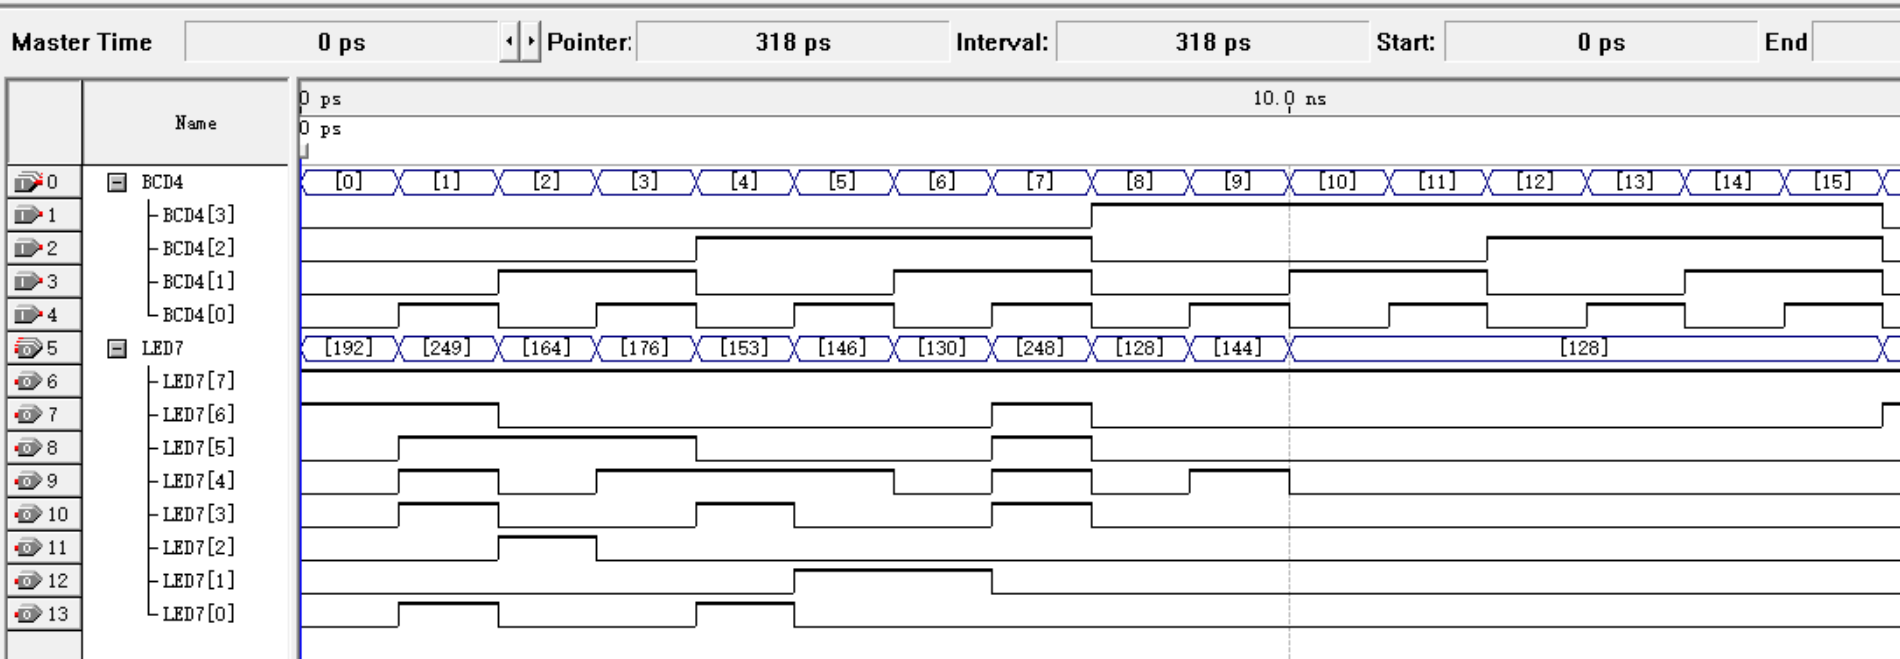 Master Time 0 ps Pointer: 318 ps Interval: 318 ps Start: 0 ps End
Name 0 ps 10.0 ns
0 ps
0 BCD4 [0] [1] [2] [3] [4] [5] [6] [7] [8] [9] [10] [11] [12] [13] [14] [15]
1 BCD4[3]
2 BCD4[2]
3 BCD4[1]
4 BCD4[0]
5 LED7 [192] [249] [164] [176] [153] [146] [130] [248] [128] [144] [128]
6 LED7[7]
7 LED7[6]
8 LED7[5]
9 LED7[4]
10 LED7[3]
11 LED7[2]
12 LED7[1]
13 LED7[0]